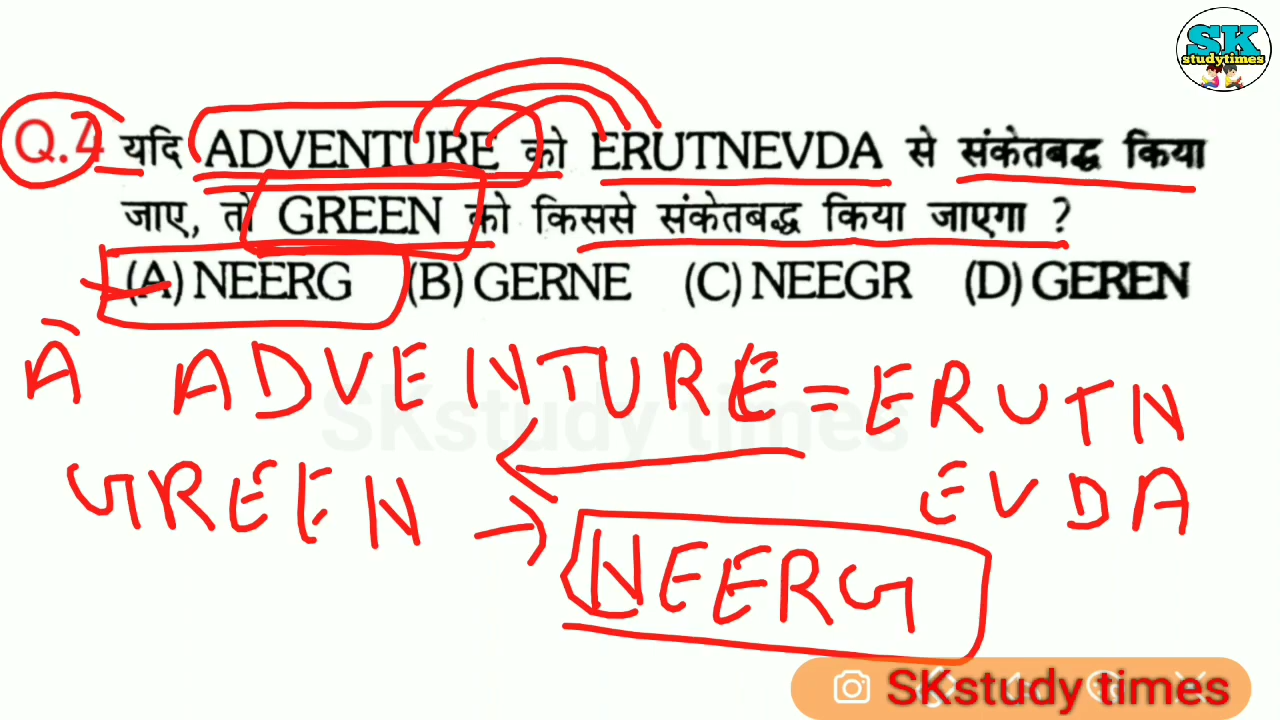 SK
studytimes
Q.4 यदि ADVENTURE को ERUTNEVDA से संकेतबद्ध किया
जाए, तो GREEN को किससे संकेतबद्ध किया जाएगा ?
(A) NEERG (B) GERNE (C) NEEGR (D) GEREN
A ADVENTURE = ERUTN
EVDA
GREEN → NEERG
SKstudy times
SKstudy times